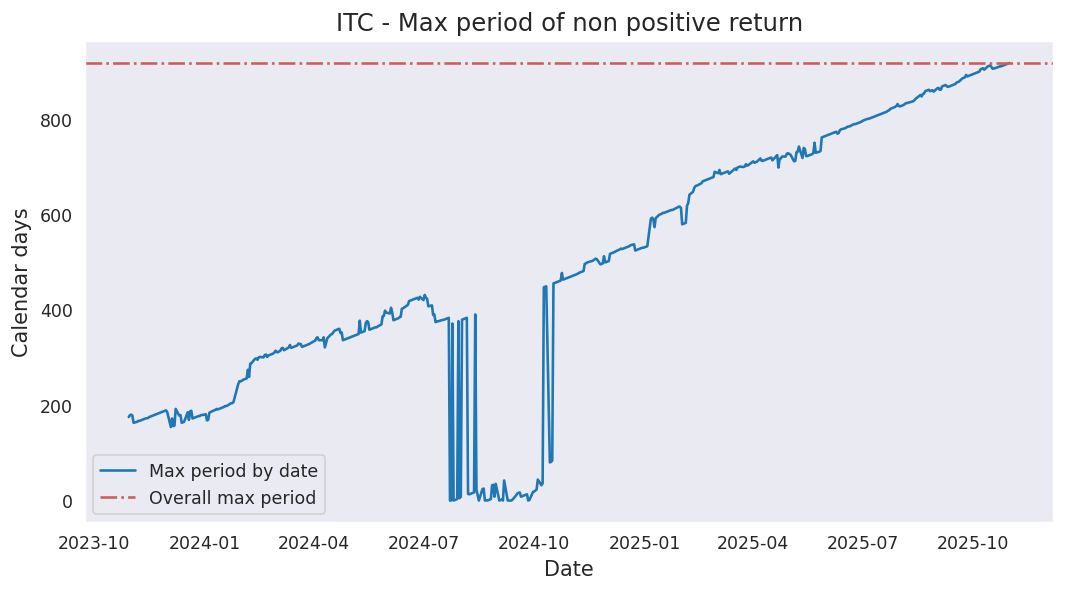 ITC - Max period of non positive return
Calendar days
800
600
400
200
0
Max period by date
Overall max period
2023-10 2024-01 2024-04 2024-07 2024-10 2025-01 2025-04 2025-07 2025-10
Date